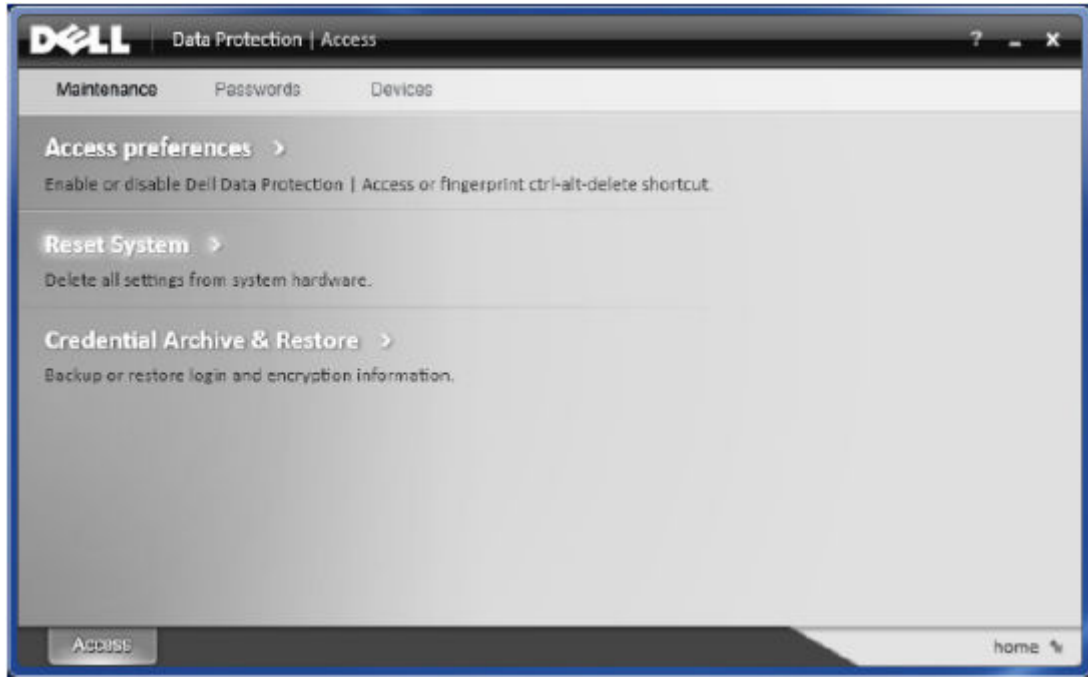 DELL Data Protection | Access ? - x
Maintenance Passwords Devices
Access preferences >
Enable or disable Dell Data Protection | Access or fingerprint ctrl-alt-delete shortcut.
Reset System >
Delete all settings from system hardware.
Credential Archive & Restore >
Backup or restore login and encryption information.
Access home